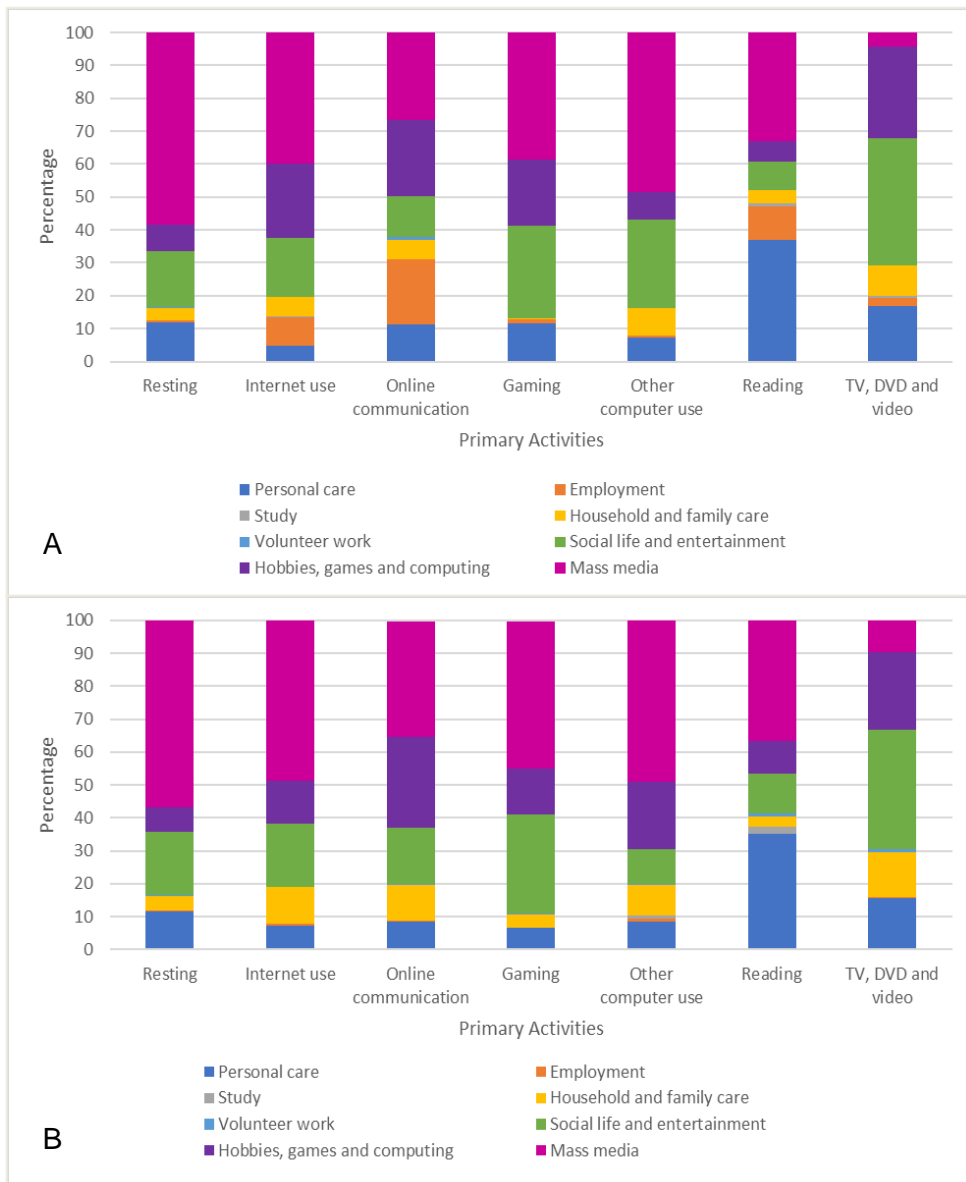 100
90
80
70
60
50
40
30
20
10
0
Percentage
Resting
Internet use
Online
communication
Gaming
Other
computer use
Reading
TV, DVD and
video
Primary Activities
Personal care
Employment
Study
Household and family care
Volunteer work
Social life and entertainment
Hobbies, games and computing
Mass media
A
100
90
80
70
60
50
40
30
20
10
0
Percentage
Resting
Internet use
Online
communication
Gaming
Other
computer use
Reading
TV, DVD and
video
Primary Activities
Personal care
Employment
Study
Household and family care
Volunteer work
Social life and entertainment
Hobbies, games and computing
Mass media
B